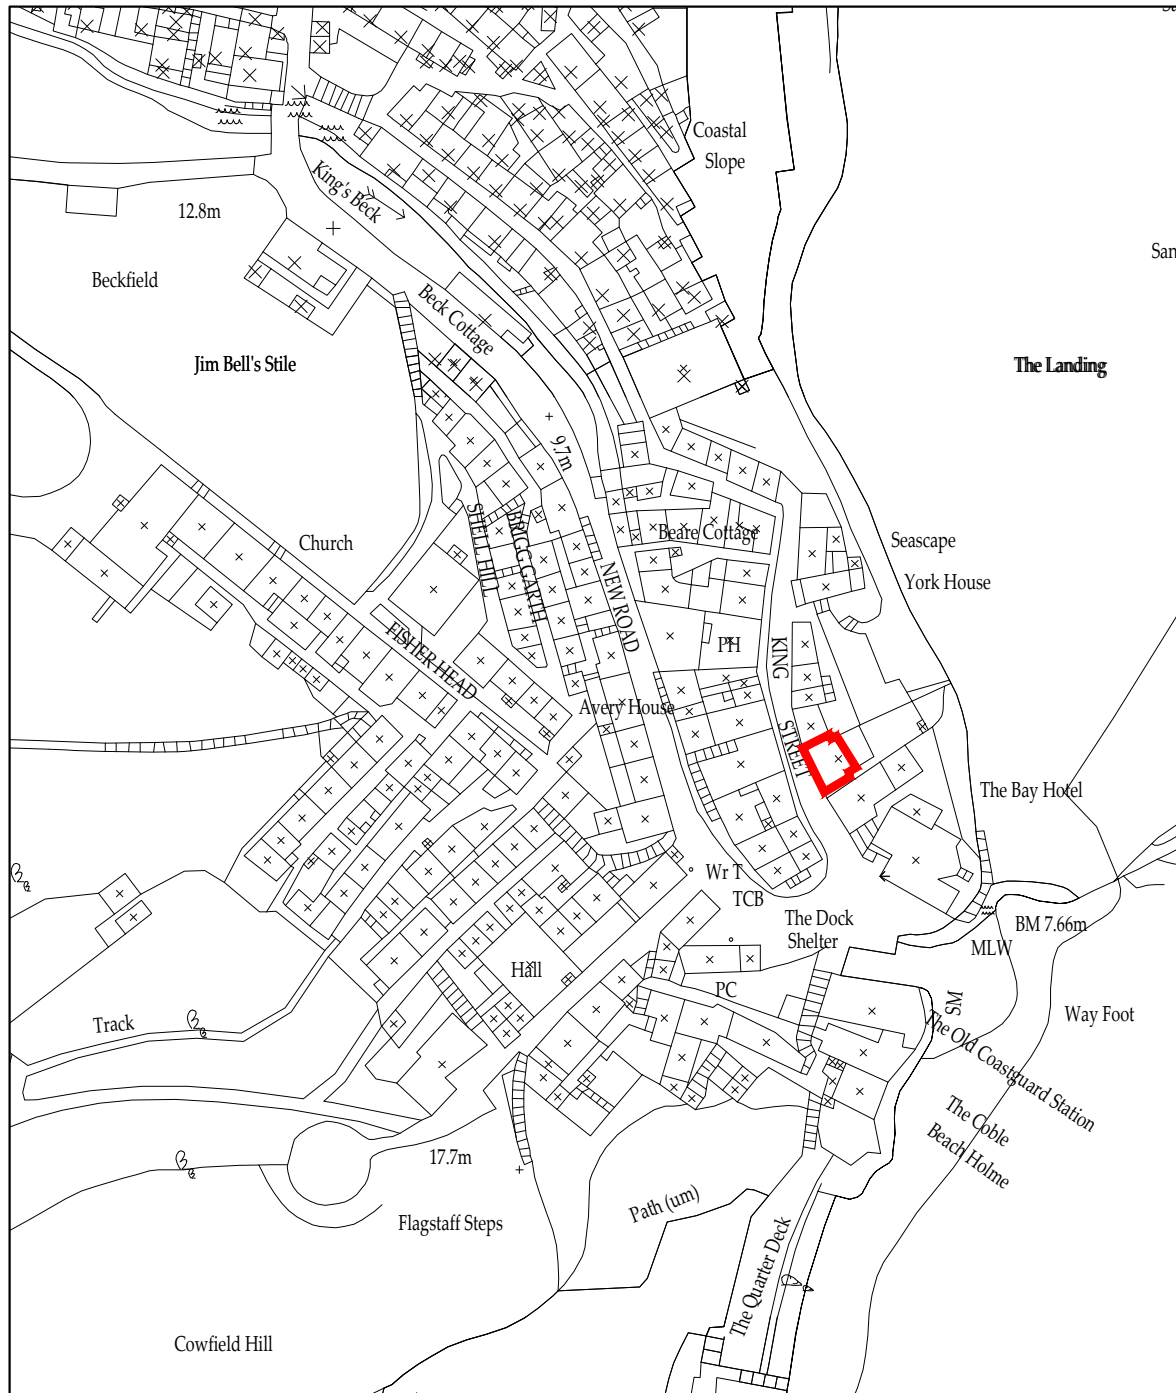 Coastal
Slope
King's Beck
12.8m
Beckfield
Beck Cottage
Jim Bell's Stile
The Landing
9.7m
SHELL HILL
BRIGG GARTH
Church
Beare Cottage
Seascape
York House
NEW ROAD
FISHER HEAD
PH
KING
STREET
Avery House
The Bay Hotel
Wr T
TCB
The Dock
Shelter
BM 7.66m
MLW
Hall
PC
SM
Track
Way Foot
The Old Coastguard Station
The Coble
Beach Holme
17.7m
Path (um)
Flagstaff Steps
The Quarter Deck
Cowfield Hill